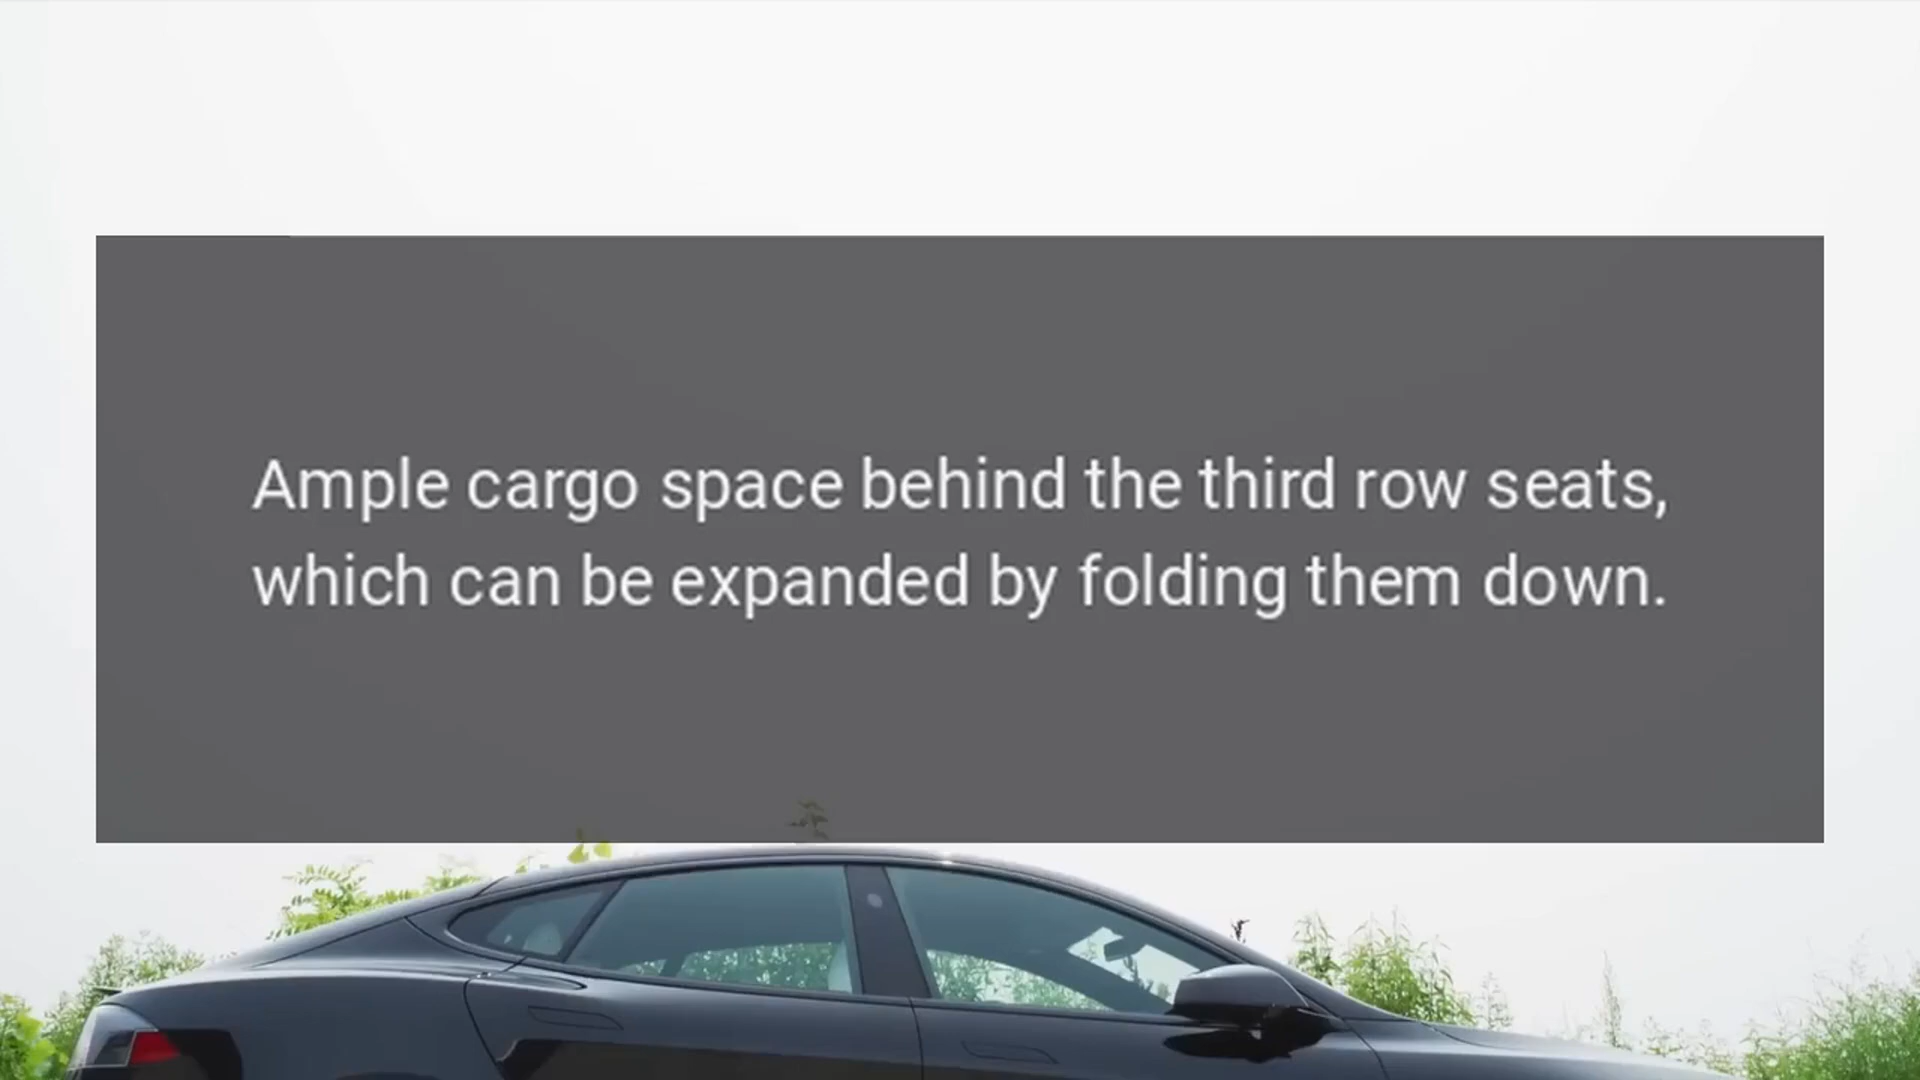 Ample cargo space behind the third row seats,
which can be expanded by folding them down.